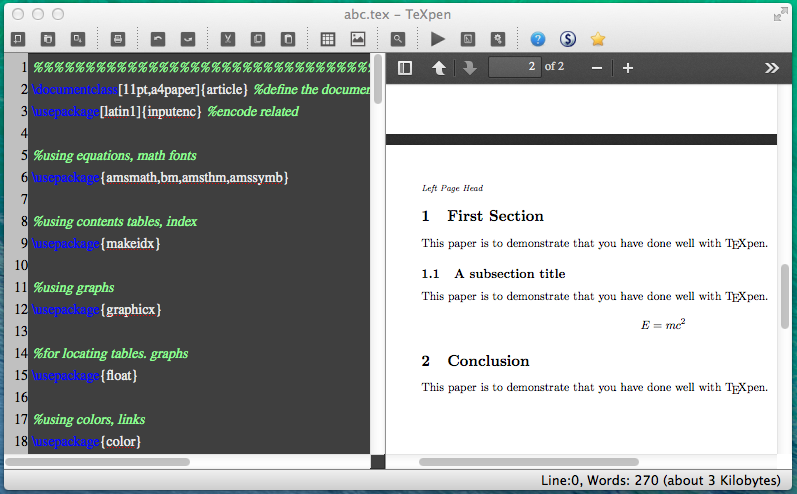 abc.tex – TeXpen
1 %%%%%%%%%%%%%%%%%%%%%%%%%%%%%%%%
2 \documentclass[11pt,a4paper]{article} %define the documen
3 \usepackage[latin1]{inputenc} %encode related
4
5 %using equations, math fonts
6 \usepackage{amsmath,bm,amsthm,amssymb}
7
8 %using contents tables, index
9 \usepackage{makeidx}
10
11 %using graphs
12 \usepackage{graphicx}
13
14 %for locating tables. graphs
15 \usepackage{float}
16
17 %using colors, links
18 \usepackage{color}
2 of 2
Left Page Head
1 First Section
This paper is to demonstrate that you have done well with TEXpen.
1.1 A subsection title
This paper is to demonstrate that you have done well with TEXpen.
E = mc²
2 Conclusion
This paper is to demonstrate that you have done well with TEXpen.
Line:0, Words: 270 (about 3 Kilobytes)